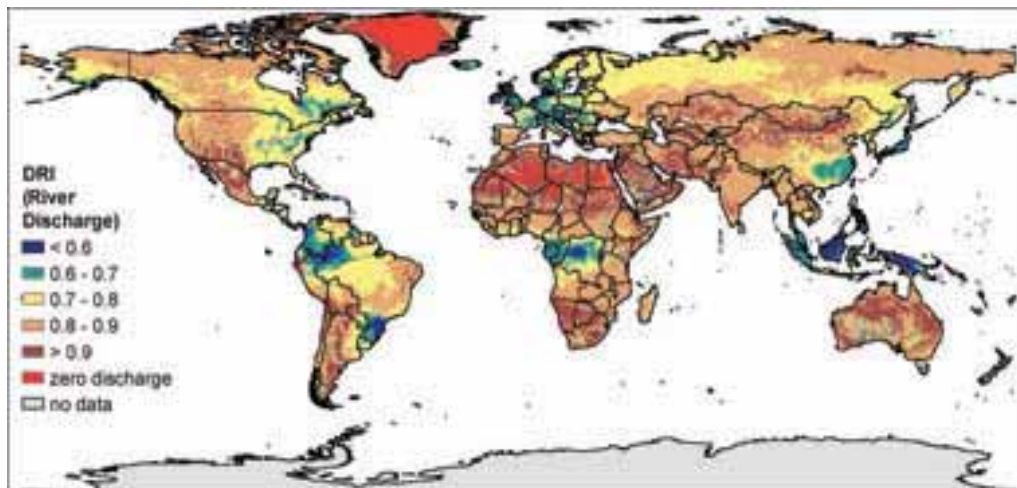 DRI
(River
Discharge)
< 0.6
0.6 - 0.7
0.7 - 0.8
0.8 - 0.9
> 0.9
zero discharge
no data